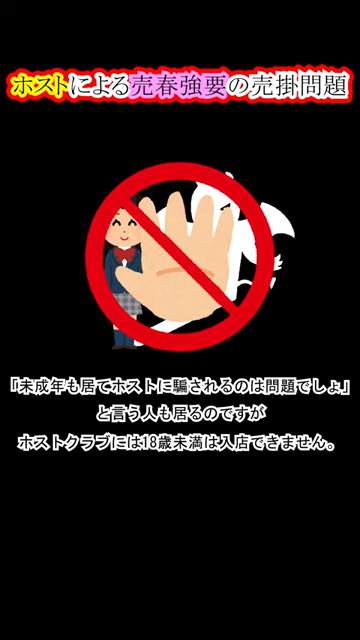 ホストによる売春強要の売掛問題
「未成年も居てホストに騙されるのは問題でしょ」
と言う人も居るのですが
ホストクラブには18歳未満は入店できません。